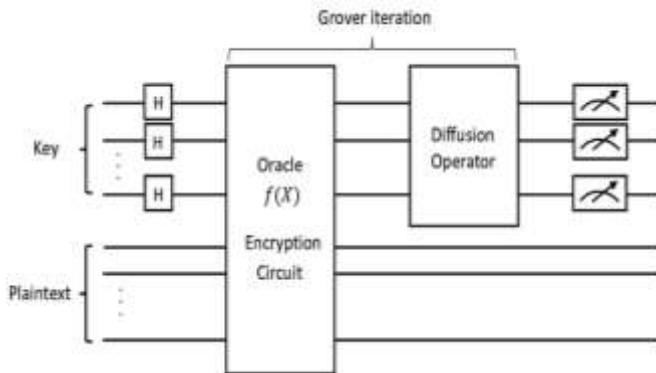 Grover iteration
H
Key
H
H
Oracle
f(X)
Encryption
Circuit
Diffusion
Operator
Plaintext